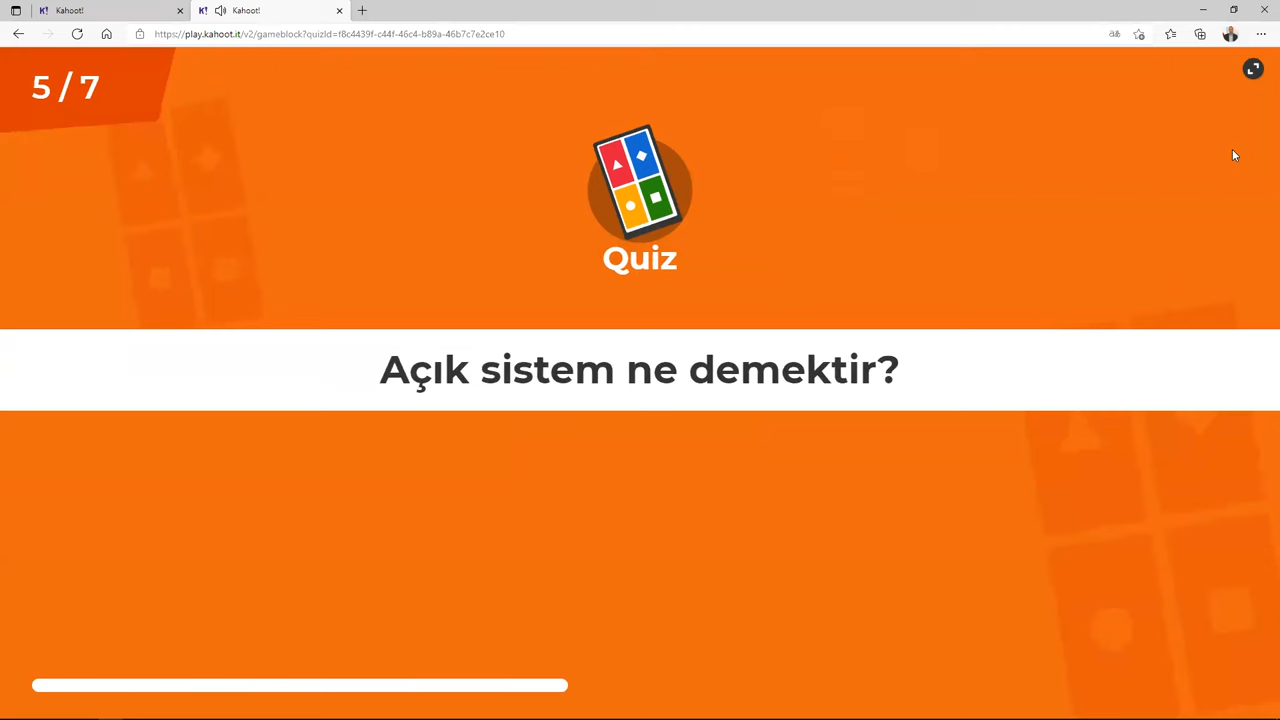 Kahoot!
Kahoot!
https://play.kahoot.it/v2/gameblock?quizId=f8c4439f-c44f-46c4-b89a-46b7c7e2ce10
5 / 7
Quiz
Açık sistem ne demektir?